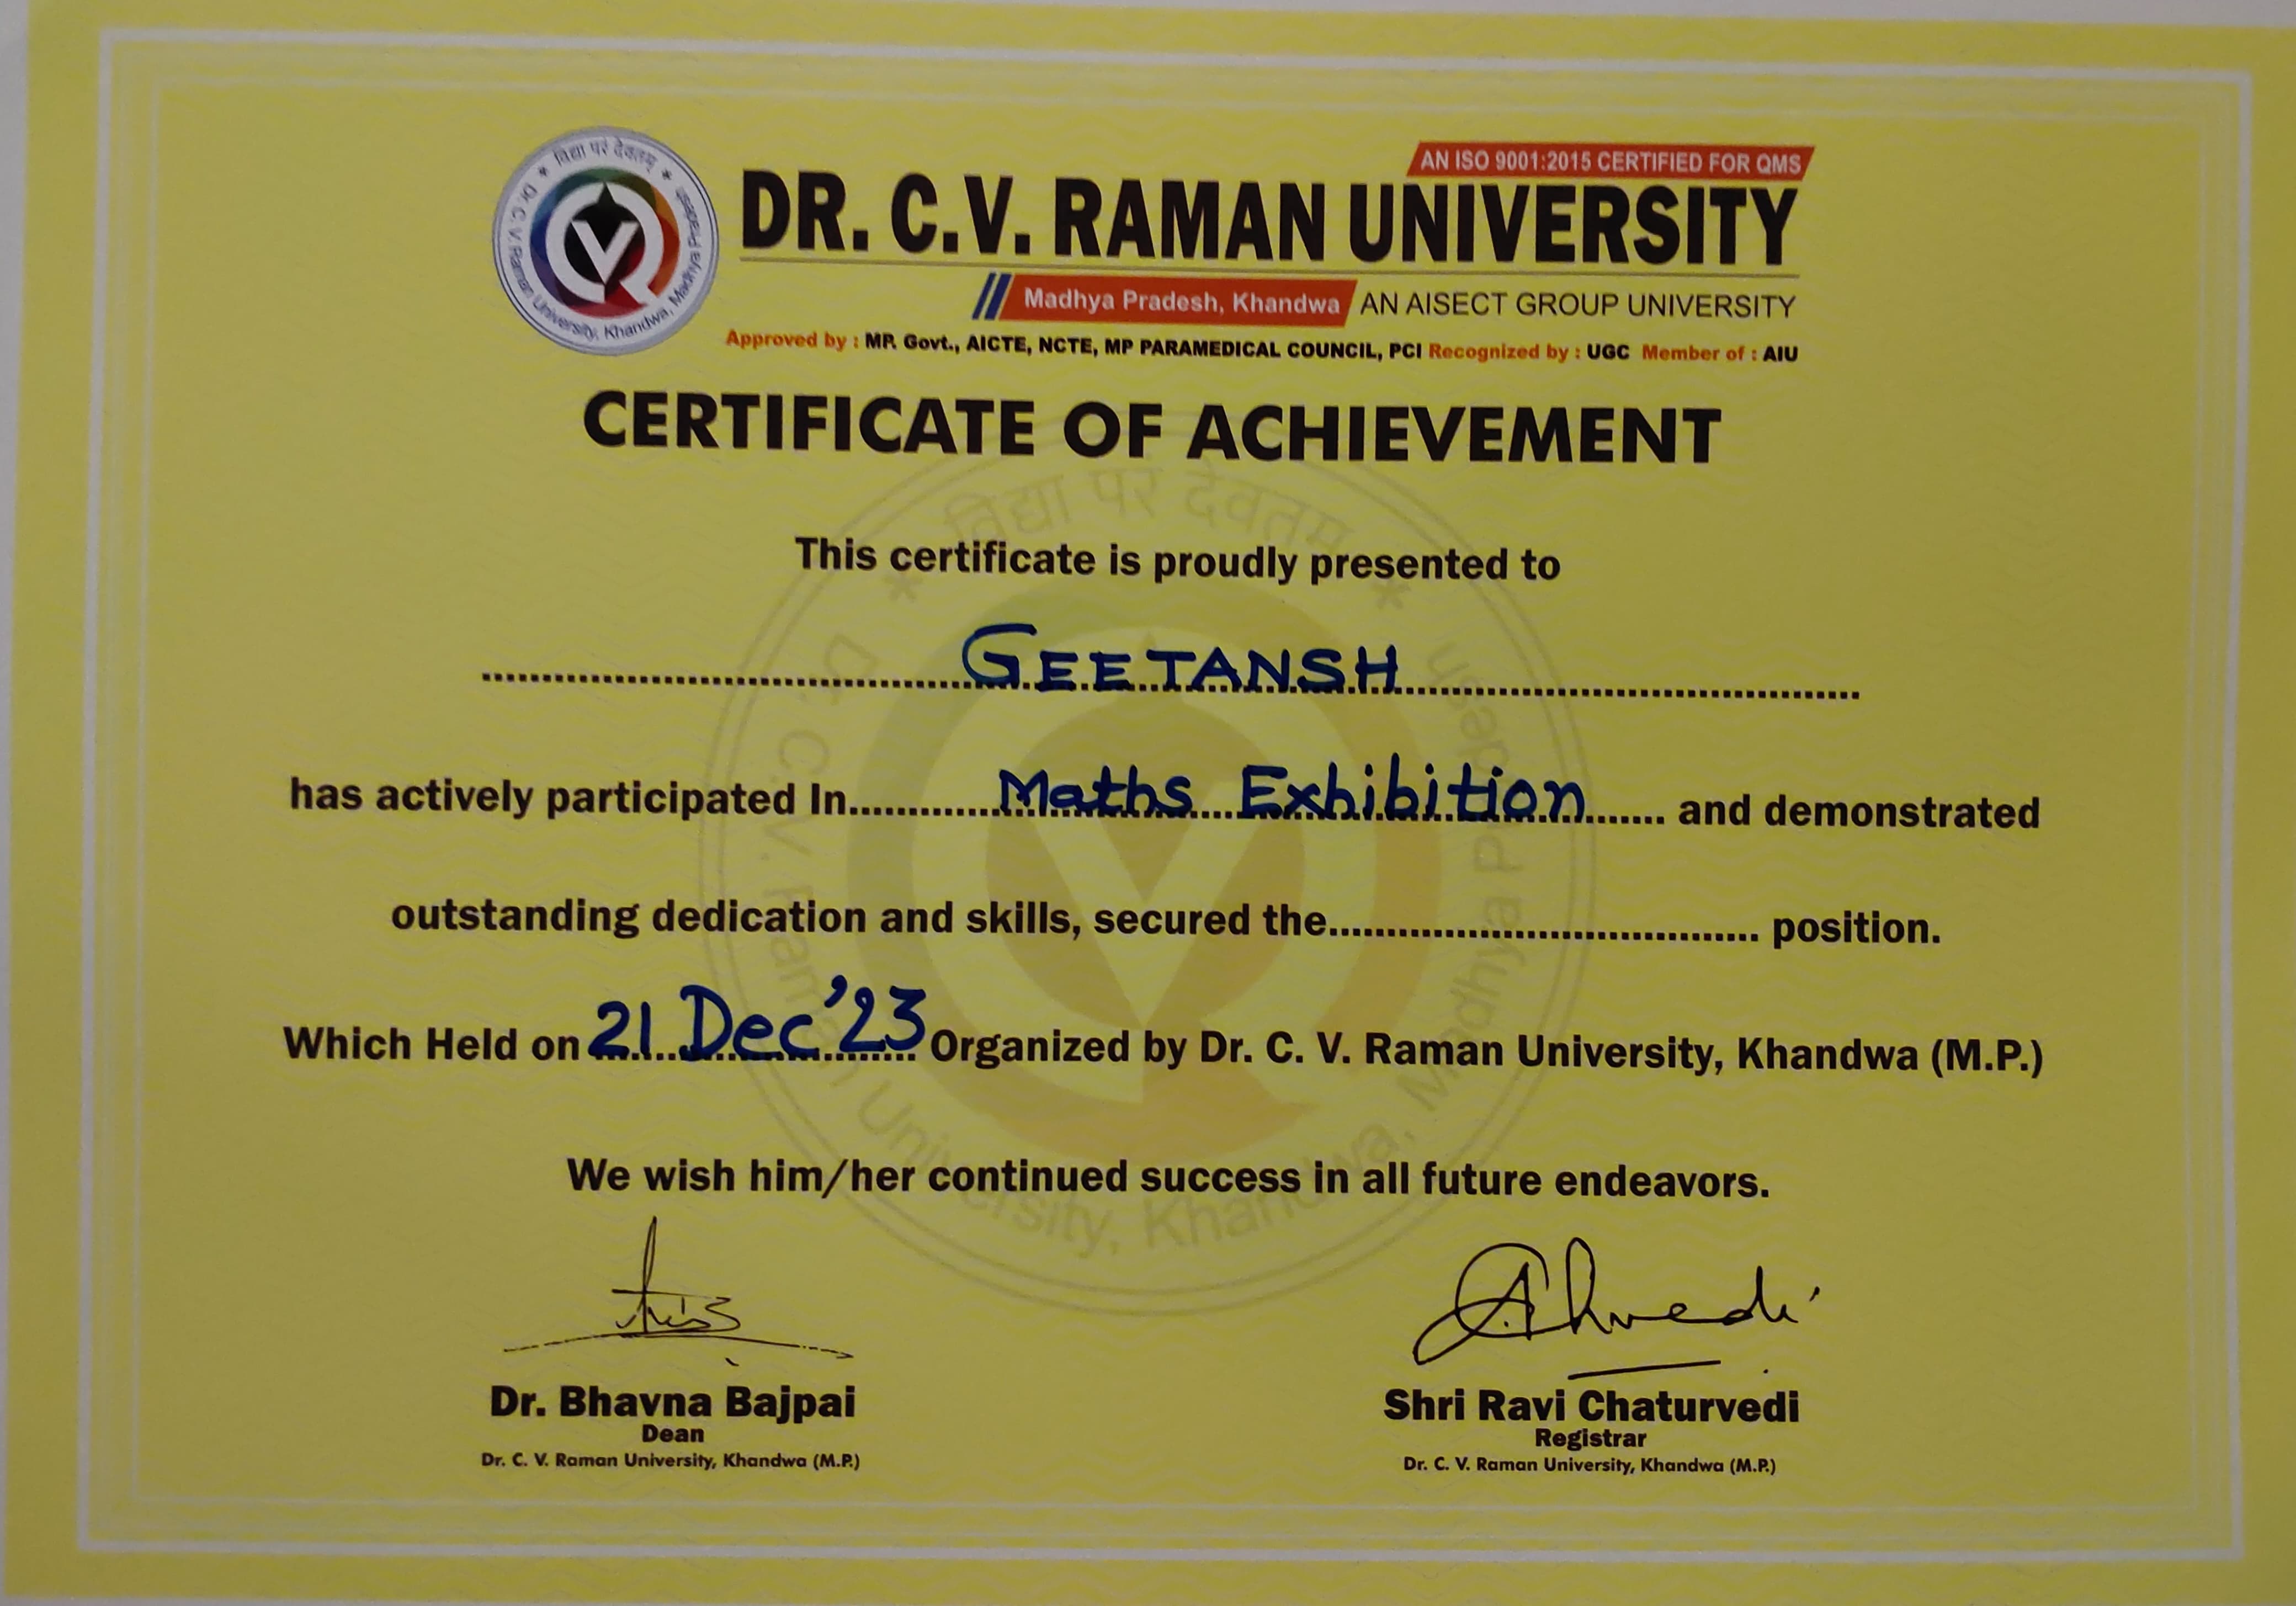 विद्या परं देवतम्
Dr. C. V. Raman University, Khandwa, Madhya Pradesh
AN ISO 9001:2015 CERTIFIED FOR QMS
DR. C.V. RAMAN UNIVERSITY
Madhya Pradesh, Khandwa AN AISECT GROUP UNIVERSITY
Approved by : MP. Govt., AICTE, NCTE, MP PARAMEDICAL COUNCIL, PCI Recognized by : UGC Member of : AIU
CERTIFICATE OF ACHIEVEMENT
This certificate is proudly presented to
GEETANSH
has actively participated In.............Maths Exhibition........ and demonstrated
outstanding dedication and skills, secured the.................................... position.
Which Held on 21 Dec'23 Organized by Dr. C. V. Raman University, Khandwa (M.P.)
We wish him/her continued success in all future endeavors.
Dr. Bhavna Bajpai
Dean
Dr. C. V. Raman University, Khandwa (M.P.)
Shri Ravi Chaturvedi
Registrar
Dr. C. V. Raman University, Khandwa (M.P.)